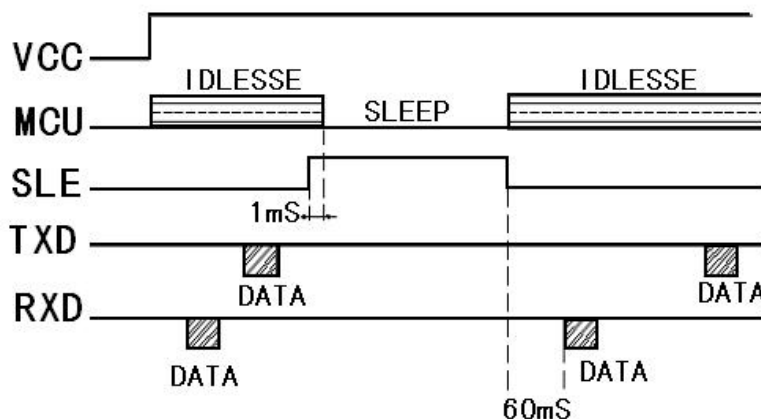 VCC
IDLESSE IDLESSE
MCU SLEEP
SLE
1mS
TXD
DATA DATA
RXD
DATA DATA
60mS